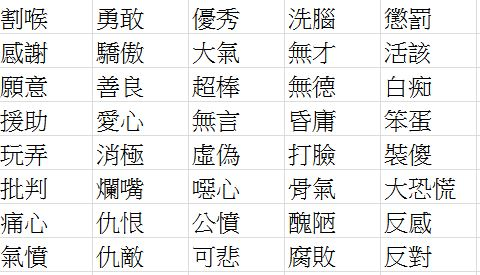 割喉 勇敢 優秀 洗腦 懲罰
感謝 驕傲 大氣 無才 活該
願意 善良 超棒 無德 白痴
援助 愛心 無言 昏庸 笨蛋
玩弄 消極 虛偽 打臉 裝傻
批判 爛嘴 噁心 骨氣 大恐慌
痛心 仇恨 公憤 醜陋 反感
氣憤 仇敵 可悲 腐敗 反對